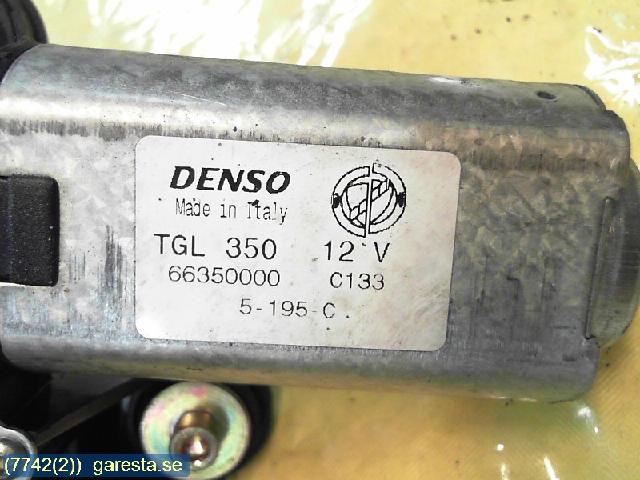 DENSO
Made in Italy
TGL 350 12 V
66350000 C133
5-195-C
(7742(2)) garesta.se